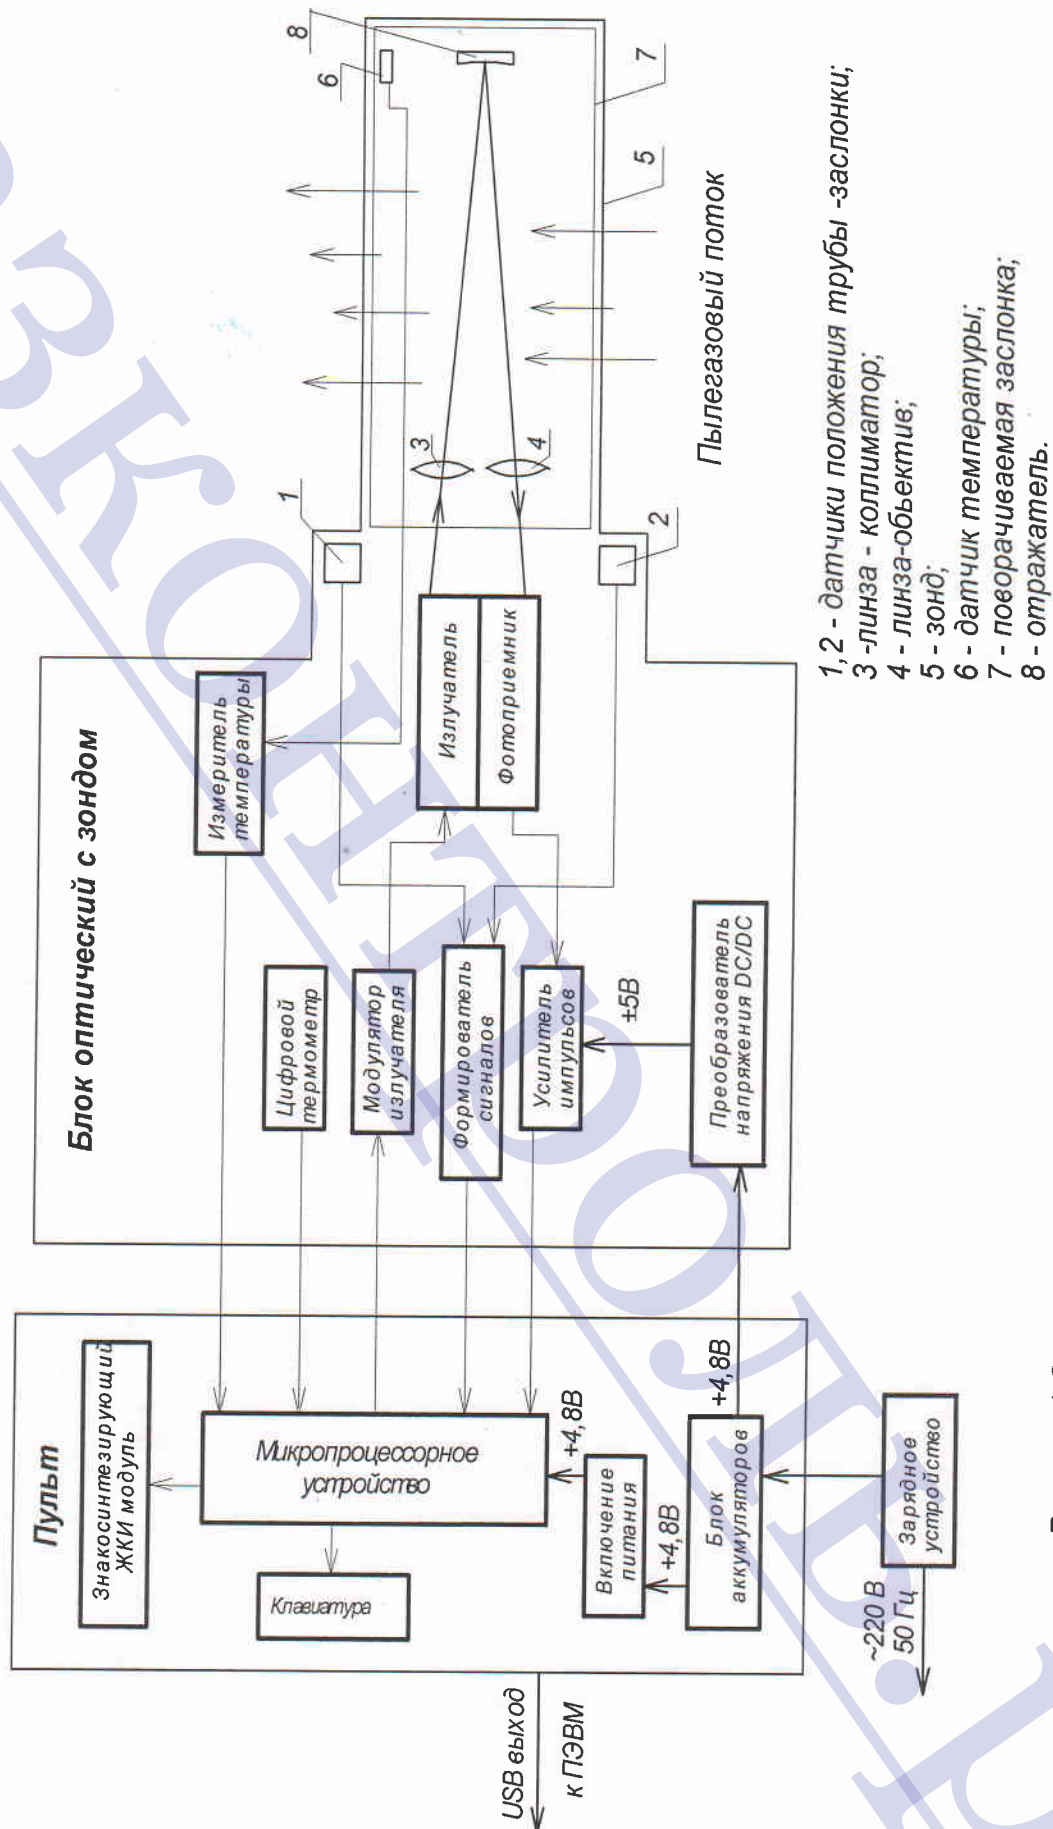 Пульт
Знакосинтезирующий
ЖКИ модуль
Микропроцессорное
устройство
Клавиатура
Включение
питания
+4,8В
+4,8В
Блок
аккумуляторов
+4,8В
Зарядное
устройство
~220 В
50 Гц
USB выход
к ПЭВМ
Блок оптический с зондом
Измеритель
температуры
Цифровой
термометр
Модулятор
излучателя
Формирователь
сигналов
Усилитель
импульсов
±5В
Преобразователь
напряжения DC/DC
Излучатель
Фотоприемник
1
2
3
4
5
6
7
8
Пылегазовый поток
1,2 - датчики положения трубы -заслонки;
3 -линза - коллиматор;
4 - линза-обьектив;
5 - зонд;
6 - датчик температуры;
7 - поворачиваемая заслонка;
8 - отражатель.